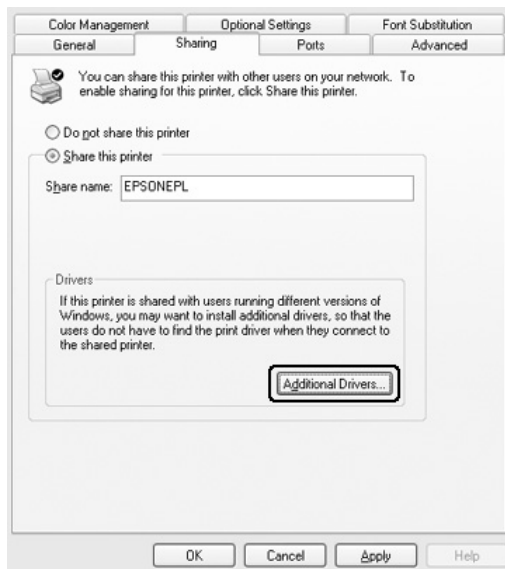 Color Management Optional Settings Font Substitution
General Sharing Ports Advanced
You can share this printer with other users on your network. To
enable sharing for this printer, click Share this printer.
Do not share this printer
Share this printer
Share name: EPSONEPL
Drivers
If this printer is shared with users running different versions of
Windows, you may want to install additional drivers, so that the
users do not have to find the print driver when they connect to
the shared printer.
Additional Drivers...
OK Cancel Apply Help